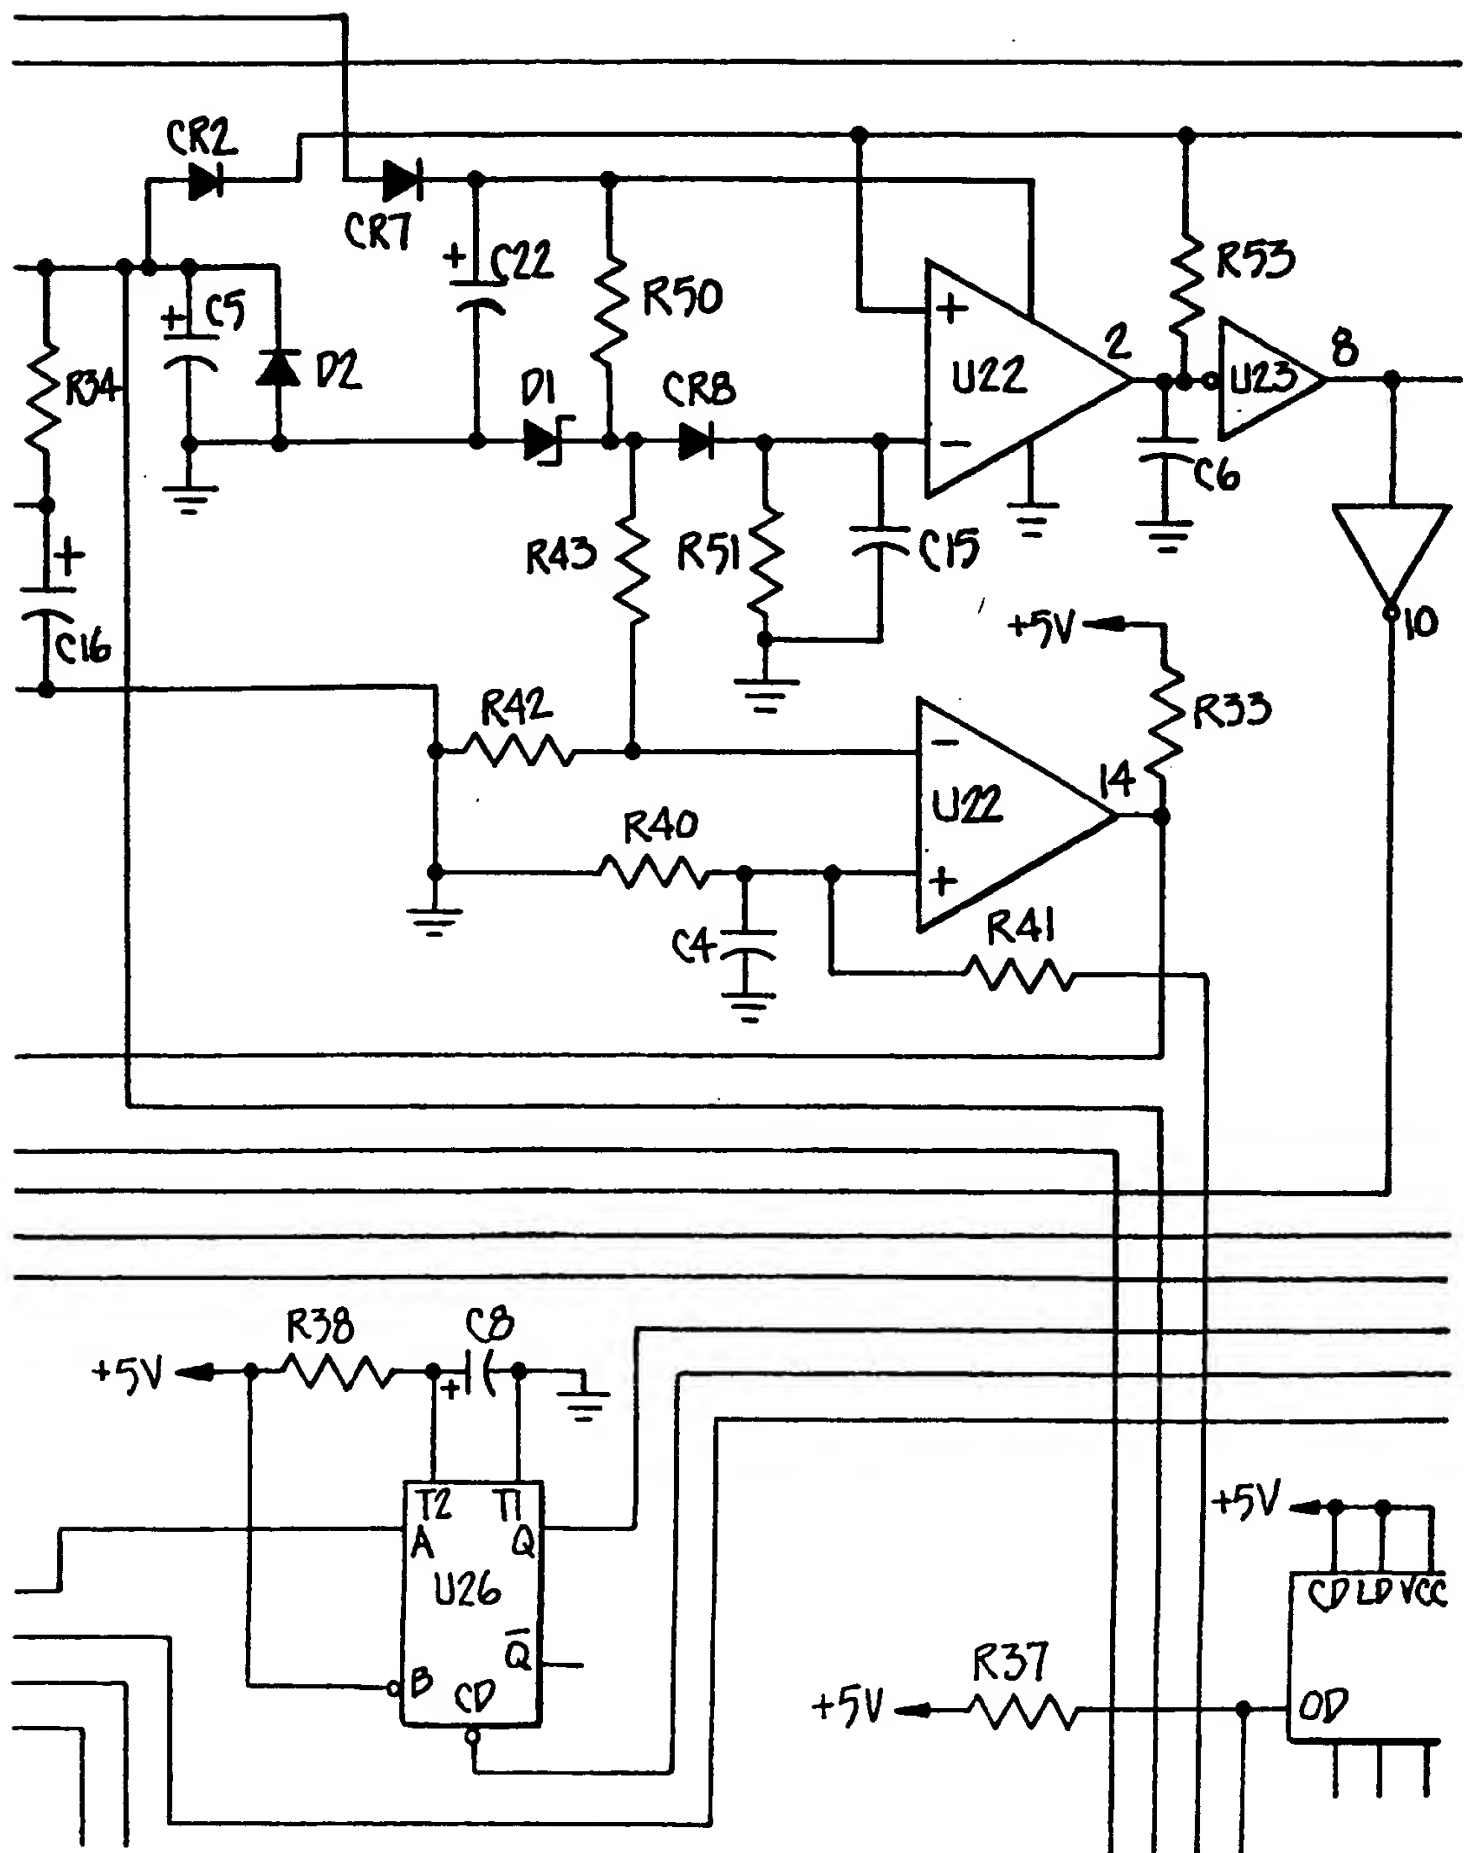 CR2
CR7
+ C22
+ C5
R50
R53
+
U22
2
U23
8
R34
D2
D1
CR8
−
C6
R43
R51
C15
+
C16
+5V
10
R42
R33
−
14
U22
R40
+
C4
R41
R38
C8
+5V
+
T2 T1
A Q
U26
+5V
CD LD VCC
Q̅
B
CD
R37
+5V
OD